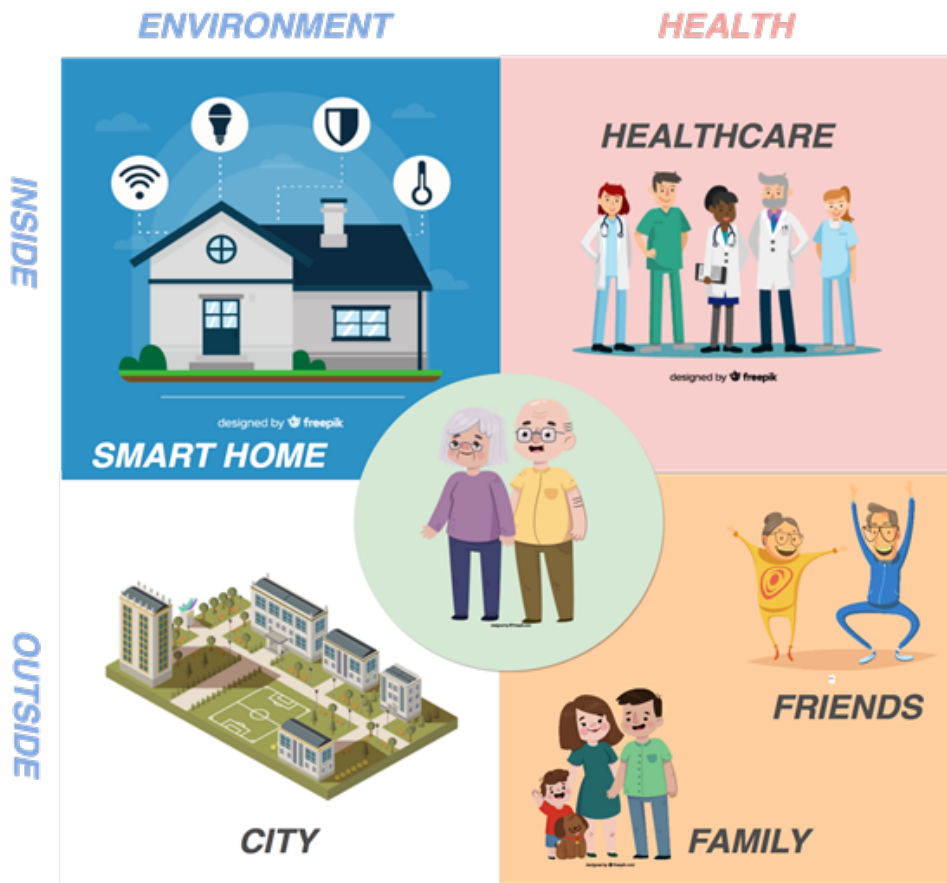 ENVIRONMENT
HEALTH
INSIDE
HEALTHCARE
designed by freepik
designed by freepik
SMART HOME
OUTSIDE
FRIENDS
CITY
FAMILY